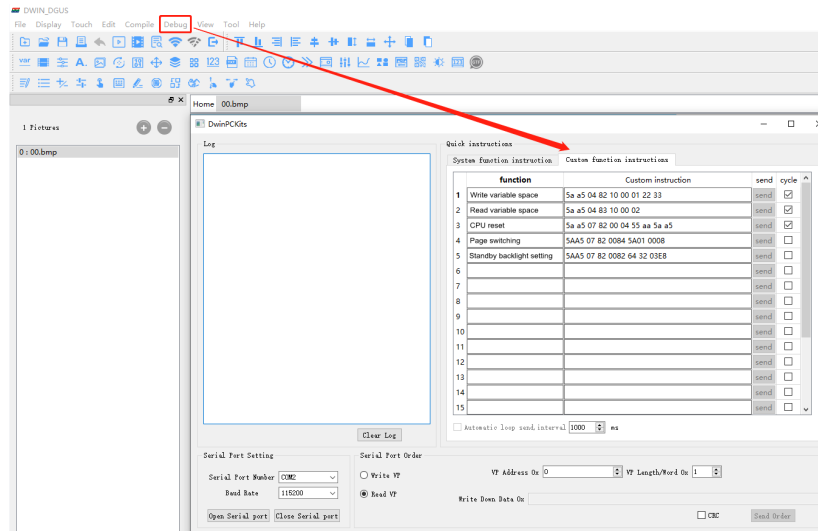 DWIN_DGUS
File Display Touch Edit Compile Debug View Tool Help
Home 00.bmp
1 Pictures
0 : 00.bmp
DwinPCKits
Log
Quick instructions
System function instruction Custom function instructions
function Custom instruction send cycle
1 Write variable space 5a a5 04 82 10 00 01 22 33 send
2 Read variable space 5a a5 04 83 10 00 02 send
3 CPU reset 5a a5 07 82 00 04 55 aa 5a a5 send
4 Page switching 5AA5 07 82 0084 5A01 0008 send
5 Standby backlight setting 5AA5 07 82 0082 64 32 03E8 send
6 send
7 send
8 send
9 send
10 send
11 send
12 send
13 send
14 send
15 send
Automatic loop send interval 1000 ms
Clear Log
Serial Port Setting
Serial Port Number COM2
Baud Rate 115200
Open Serial port Close Serial port
Serial Port Order
Write VP
Read VP
VP Address 0x 0 VP Length/Word 0x 1
Write Down Data 0x
CRC Send Order